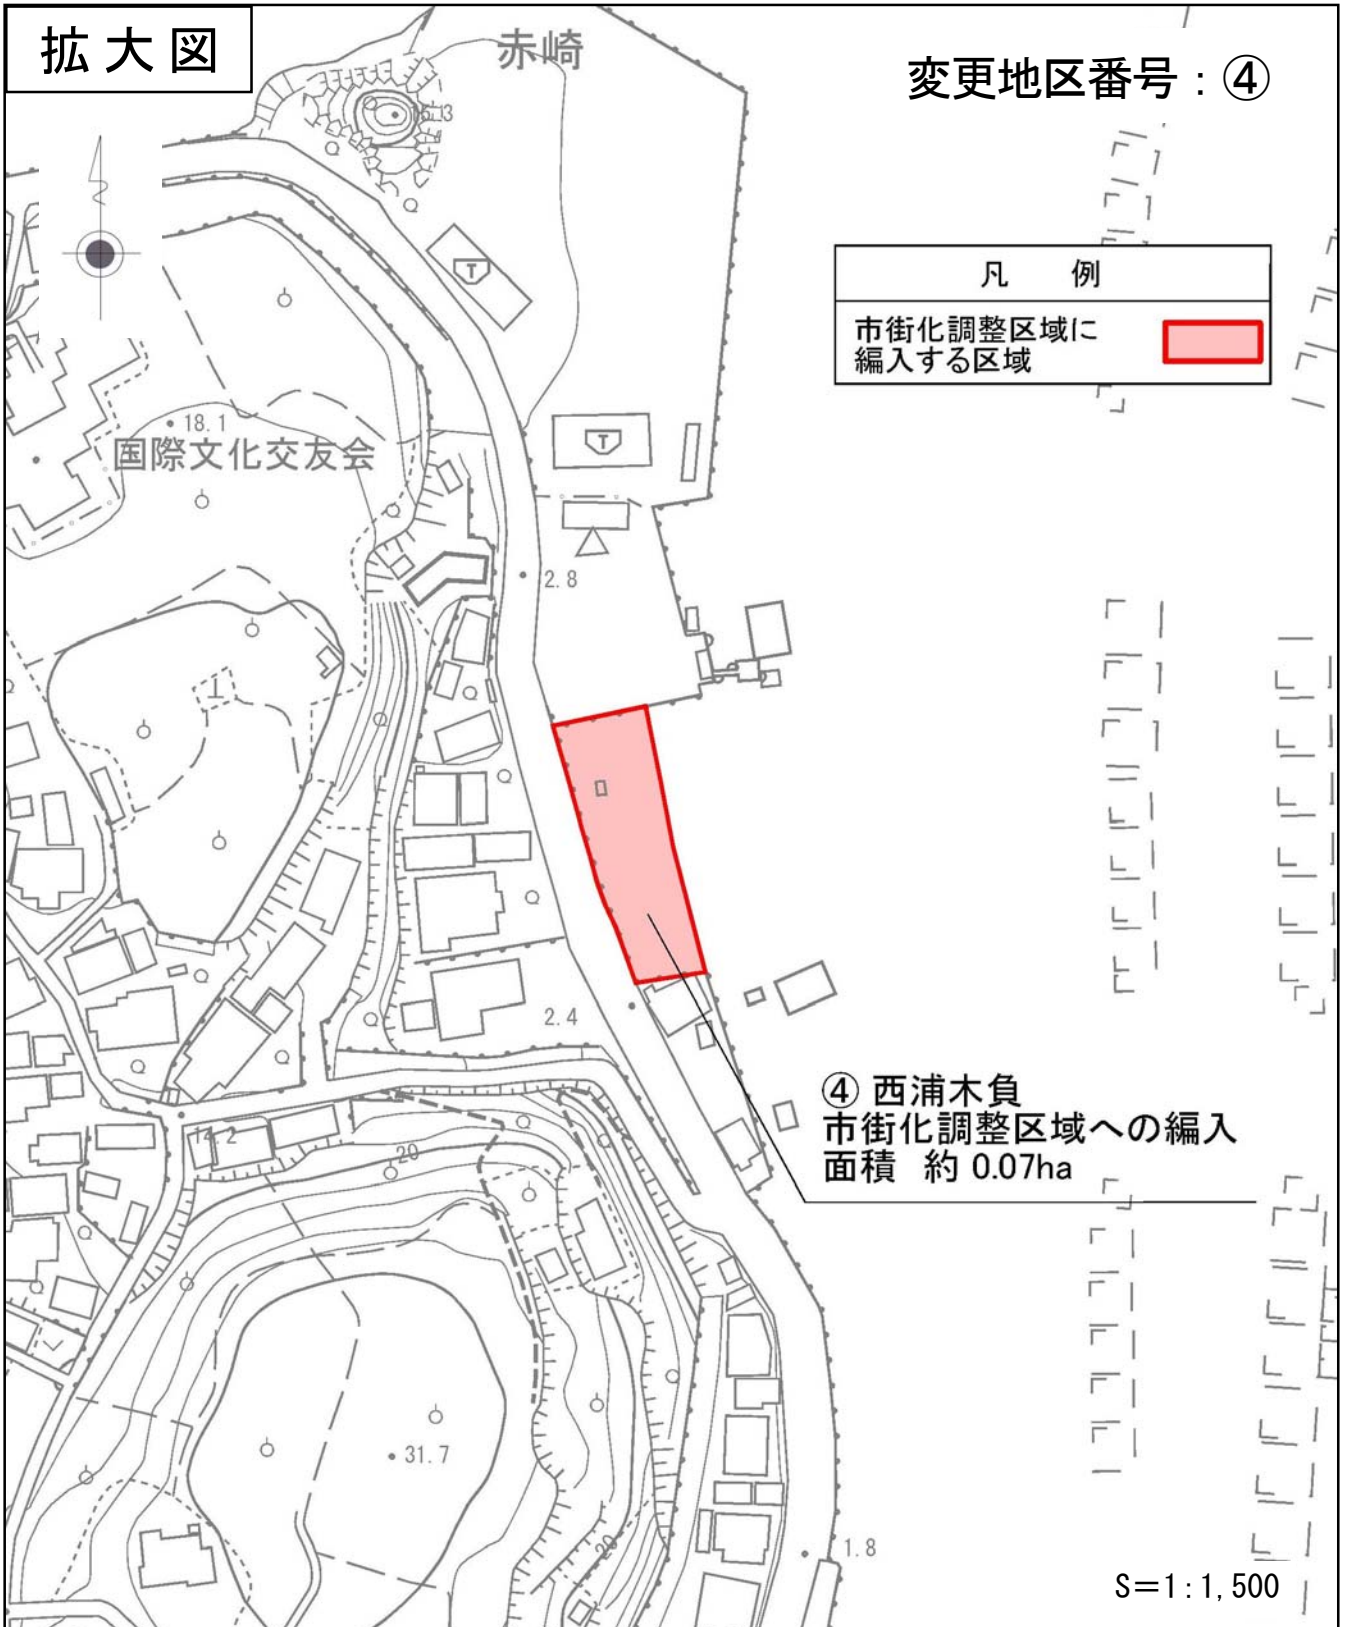 拡大図
赤崎
変更地区番号：④
凡　例
市街化調整区域に
編入する区域
18.1
国際文化交友会
T
T
2.8
2.4
④ 西浦木負
市街化調整区域への編入
面積 約 0.07ha
14.2
20
31.7
20
1.8
S＝1:1,500